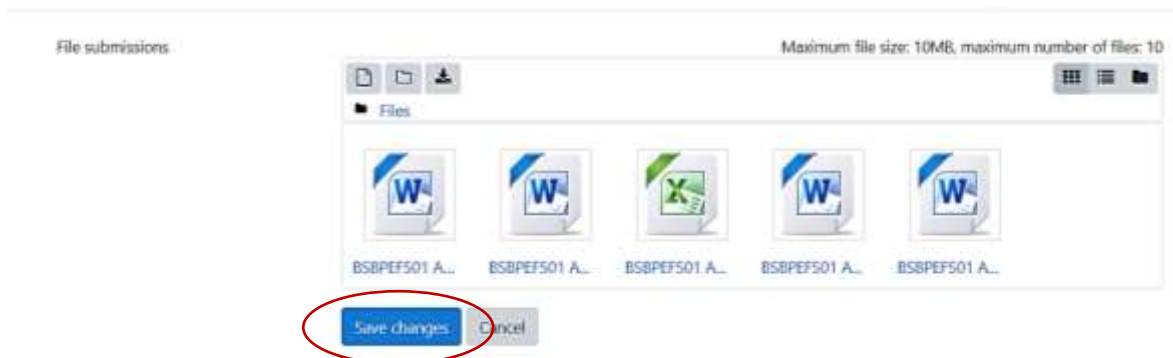 File submissions
Maximum file size: 10MB, maximum number of files: 10
Files
BSBPEF501 A...
BSBPEF501 A...
BSBPEF501 A...
BSBPEF501 A...
BSBPEF501 A...
Save changes
Cancel